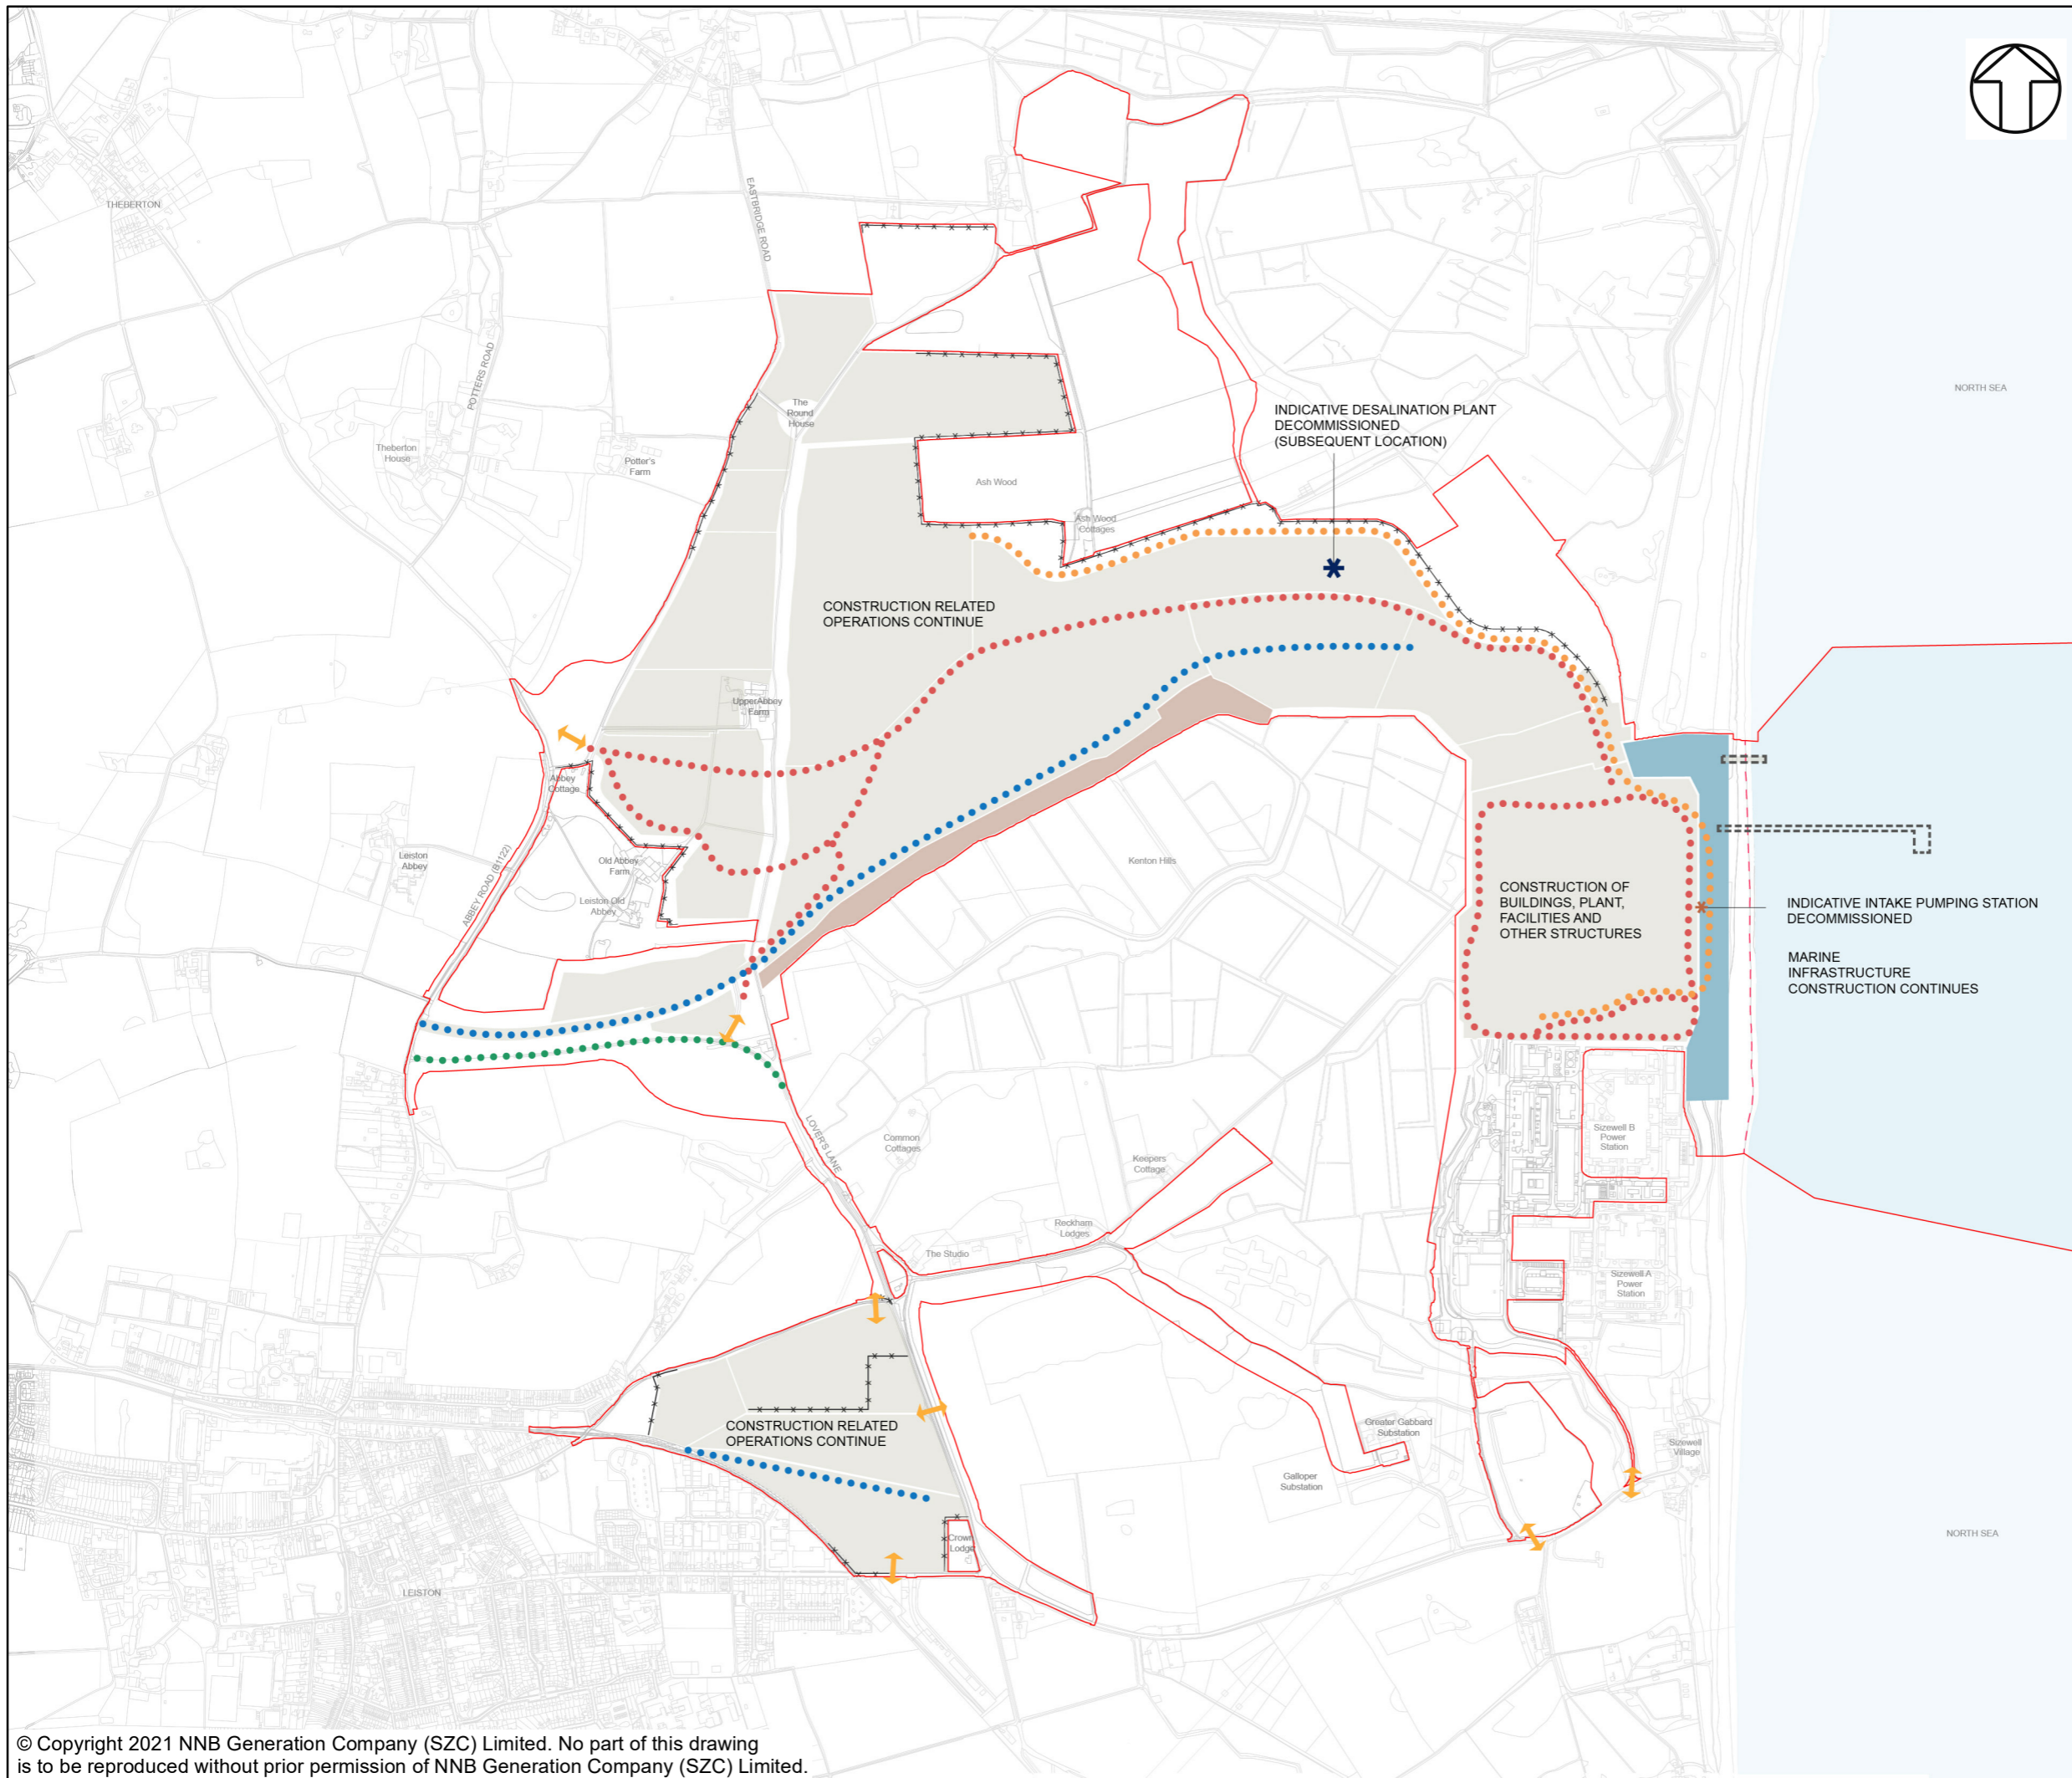 THEBERTON
EASTBRIDGE ROAD
POTTERS ROAD
NORTH SEA
INDICATIVE DESALINATION PLANT
DECOMMISSIONED
(SUBSEQUENT LOCATION)
The
Round
House
Theberton
House
Potter's
Farm
Ash Wood
Ash Wood
Cottages
CONSTRUCTION RELATED
OPERATIONS CONTINUE
Upper Abbey
Farm
Abbey
Cottage
Leiston
Abbey
ABBEY ROAD (B1122)
Old Abbey
Farm
Leiston Old
Abbey
Kenton Hills
CONSTRUCTION OF
BUILDINGS, PLANT,
FACILITIES AND
OTHER STRUCTURES
INDICATIVE INTAKE PUMPING STATION
DECOMMISSIONED
MARINE
INFRASTRUCTURE
CONSTRUCTION CONTINUES
LOVER'S LANE
Common
Cottages
Keepers
Cottage
Sizewell B
Power
Station
Reckham
Lodges
The Studio
Sizewell A
Power
Station
CONSTRUCTION RELATED
OPERATIONS CONTINUE
Greater Gabbard
Substation
Sizewell
Village
Galloper
Substation
Crown
Lodge
NORTH SEA
LEISTON
© Copyright 2021 NNB Generation Company (SZC) Limited. No part of this drawing
is to be reproduced without prior permission of NNB Generation Company (SZC) Limited.